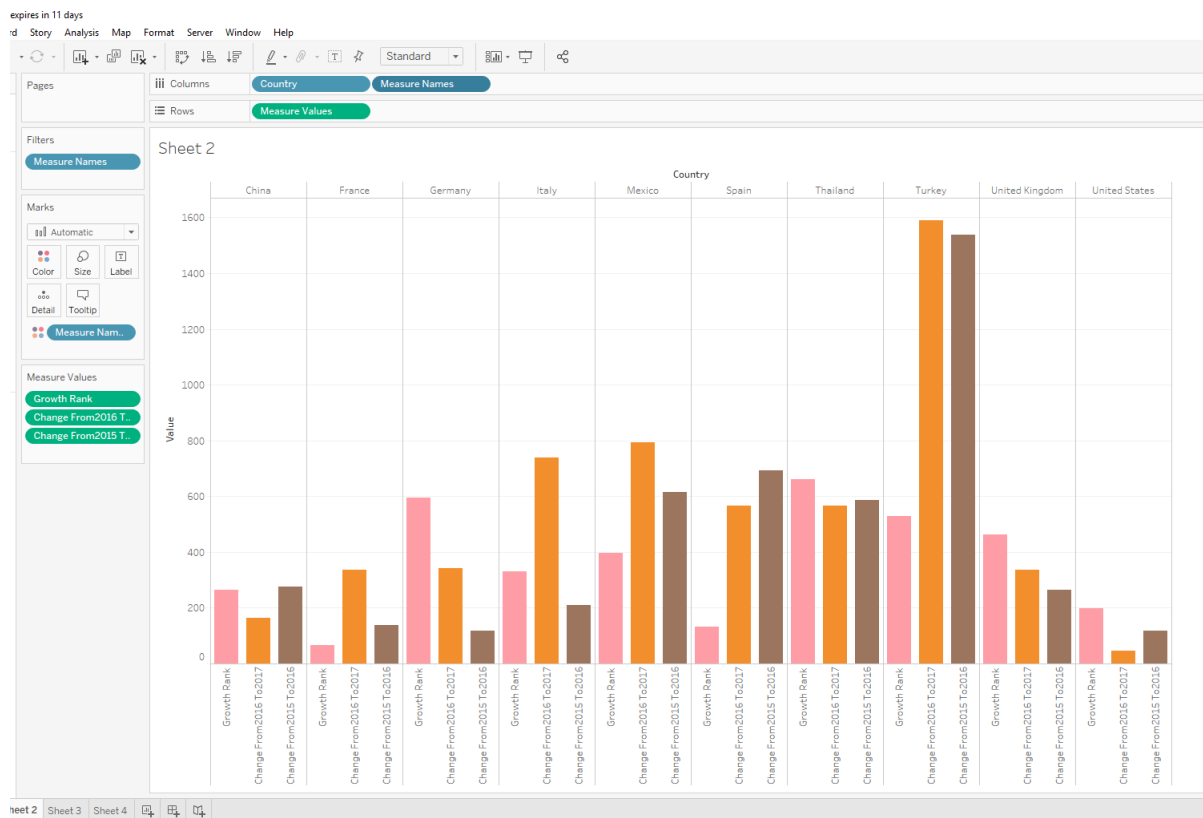 expires in 11 days
rd Story Analysis Map Format Server Window Help
Standard
Pages
Columns Country Measure Names
Rows Measure Values
Filters
Measure Names
Marks
Automatic
Color Size Label
Detail Tooltip
Measure Nam..
Measure Values
Growth Rank
Change From2016 T..
Change From2015 T..
Sheet 2
Country
China France Germany Italy Mexico Spain Thailand Turkey United Kingdom United States
Value
1600
1400
1200
1000
800
600
400
200
0
Growth Rank
Change From2016 To2017
Change From2015 To2016
Growth Rank
Change From2016 To2017
Change From2015 To2016
Growth Rank
Change From2016 To2017
Change From2015 To2016
Growth Rank
Change From2016 To2017
Change From2015 To2016
Growth Rank
Change From2016 To2017
Change From2015 To2016
Growth Rank
Change From2016 To2017
Change From2015 To2016
Growth Rank
Change From2016 To2017
Change From2015 To2016
Growth Rank
Change From2016 To2017
Change From2015 To2016
Growth Rank
Change From2016 To2017
Change From2015 To2016
Growth Rank
Change From2016 To2017
Change From2015 To2016
heet 2 Sheet 3 Sheet 4